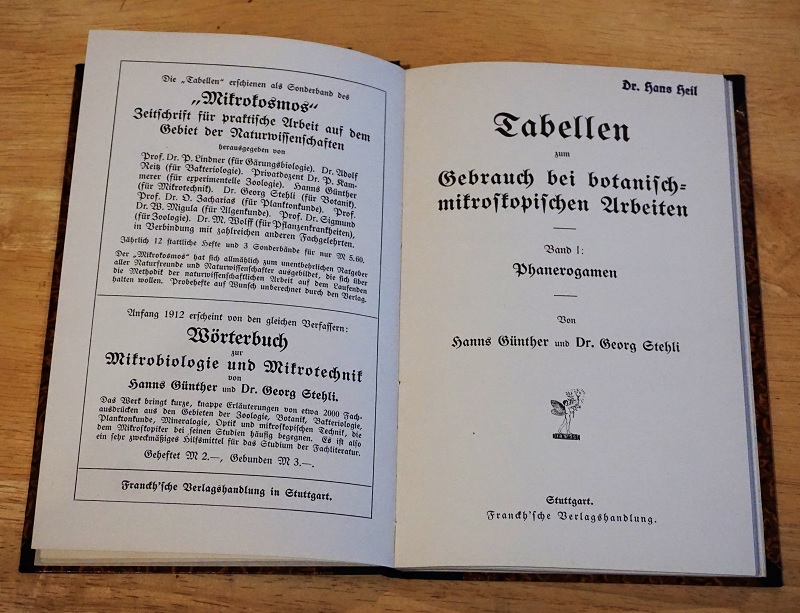 Die „Tabellen“ erschienen als Sonderband des
„Mikrokosmos“
Zeitschrift für praktische Arbeit auf dem
Gebiet der Naturwissenschaften
herausgegeben von
Prof. Dr. P. Lindner (für Gärungsbiologie). Dr. Adolf
Reitz (für Bakteriologie). Privatdozent Dr. P. Kam-
merer (für experimentelle Zoologie). Hanns Günther
(für Mikrotechnik). Dr. Georg Stehli (für Botanik).
Prof. Dr. O. Zacharias (für Planktonkunde). Prof.
Dr. W. Migula (für Algenkunde). Prof. Dr. Sigmund
(für Zoologie). Dr. M. Wolff (für Pflanzenkrankheiten),
in Verbindung mit zahlreichen anderen Fachgelehrten.
Jährlich 12 stattliche Hefte und 3 Sonderbände für nur M 5.60.
Der „Mikrokosmos“ hat sich allmählich zum unentbehrlichen Ratgeber
aller Naturfreunde und Naturwissenschafter ausgebildet, die sich über
die Methodik der naturwissenschaftlichen Arbeit auf dem Laufenden
halten wollen. Probehefte auf Wunsch unberechnet durch den Verlag.
Anfang 1912 erscheint von den gleichen Verfassern:
Wörterbuch
zur
Mikrobiologie und Mikrotechnik
von
Hanns Günther und Dr. Georg Stehli.
Das Werk bringt kurze, knappe Erläuterungen von etwa 2000 Fach-
ausdrücken aus den Gebieten der Zoologie, Botanik, Bakteriologie,
Planktonkunde, Mineralogie, Optik und mikroskopischen Technik, die
dem Mikroskopiker bei seinen Studien häufig begegnen. Es ist also
ein sehr zweckmäßiges Hilfsmittel für das Studium der Fachliteratur.
Geheftet M 2.—, Gebunden M 3.—.
Franckh'sche Verlagshandlung in Stuttgart.
Dr. Hans Heil
Tabellen
zum
Gebrauch bei botanisch-
mikroskopischen Arbeiten
Band I:
Phanerogamen
Von
Hanns Günther und Dr. Georg Stehli
Stuttgart.
Franckh'sche Verlagshandlung.